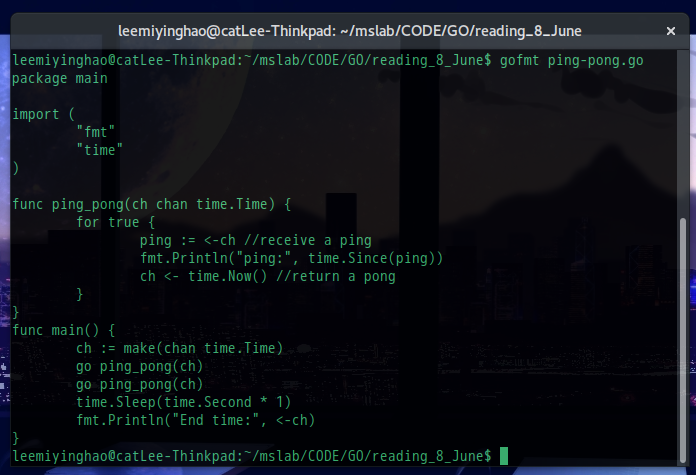 leemiyinghao@catLee-Thinkpad: ~/mslab/CODE/GO/reading_8_June
×
leemiyinghao@catLee-Thinkpad:~/mslab/CODE/GO/reading_8_June$ gofmt ping-pong.go
package main

import (
        "fmt"
        "time"
)

func ping_pong(ch chan time.Time) {
        for true {
                ping := <-ch //receive a ping
                fmt.Println("ping:", time.Since(ping))
                ch <- time.Now() //return a pong
        }
}
func main() {
        ch := make(chan time.Time)
        go ping_pong(ch)
        go ping_pong(ch)
        time.Sleep(time.Second * 1)
        fmt.Println("End time:", <-ch)
}
leemiyinghao@catLee-Thinkpad:~/mslab/CODE/GO/reading_8_June$